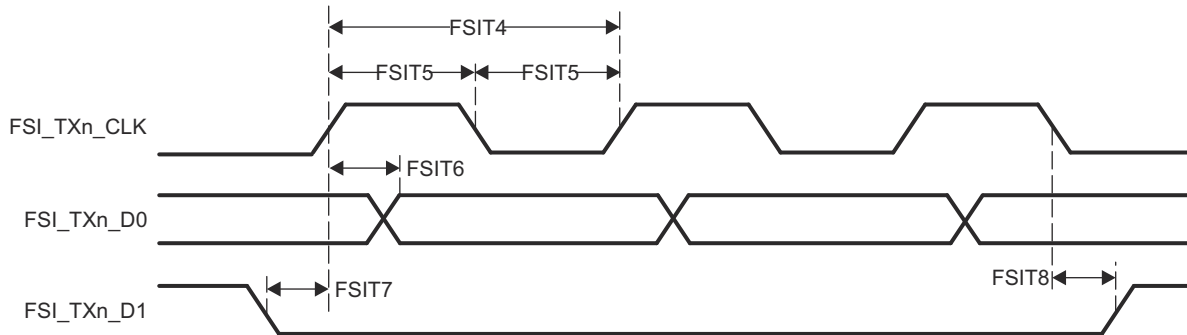 FSIT4
FSIT5 FSIT5
FSI_TXn_CLK
FSIT6
FSI_TXn_D0
FSIT7
FSIT8
FSI_TXn_D1